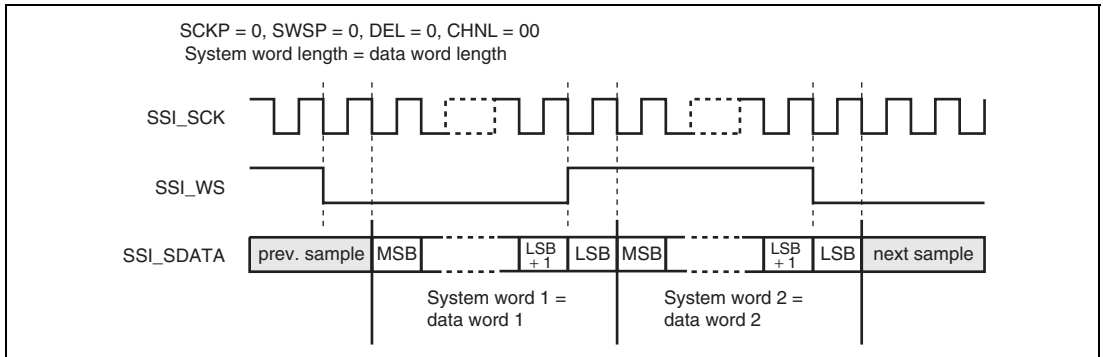 SCKP = 0, SWSP = 0, DEL = 0, CHNL = 00
System word length = data word length
SSI_SCK
SSI_WS
SSI_SDATA
prev. sample
MSB
LSB
+ 1
LSB
MSB
LSB
+ 1
LSB
next sample
System word 1 =
data word 1
System word 2 =
data word 2